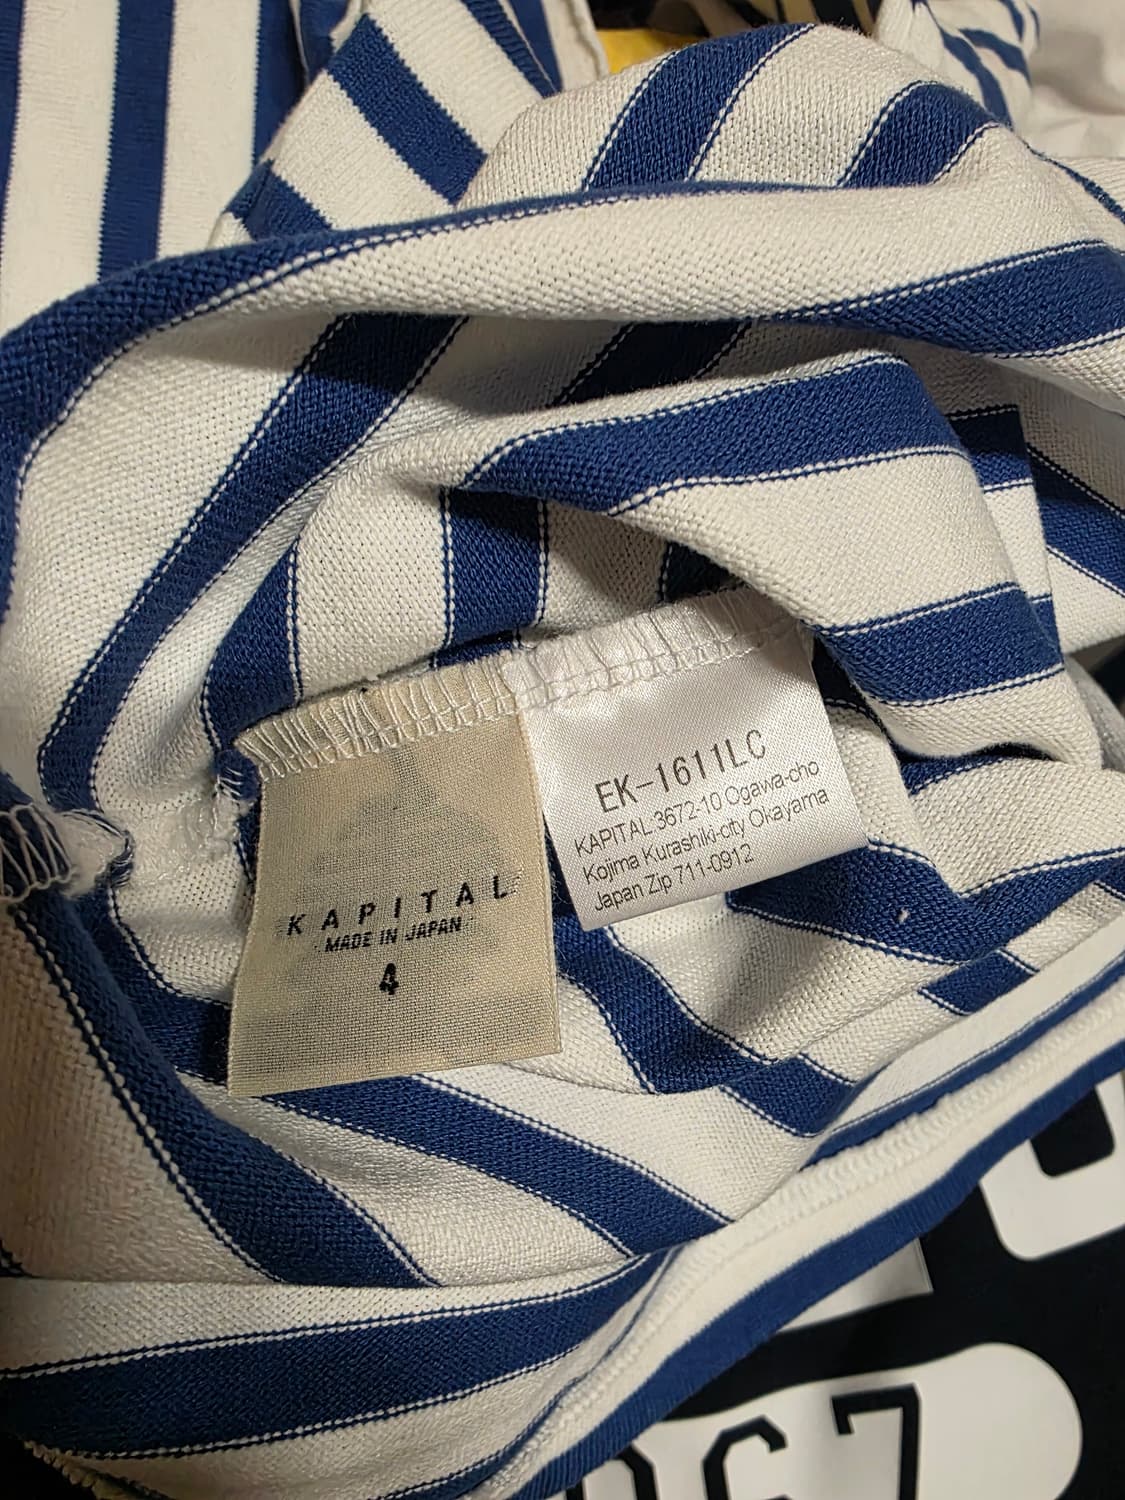 KAPITAL
MADE IN JAPAN
4
EK-1611LC
KAPITAL 3672-10 Ogawa-cho
Kojima Kurashiki-city Okayama
Japan Zip 711-0912